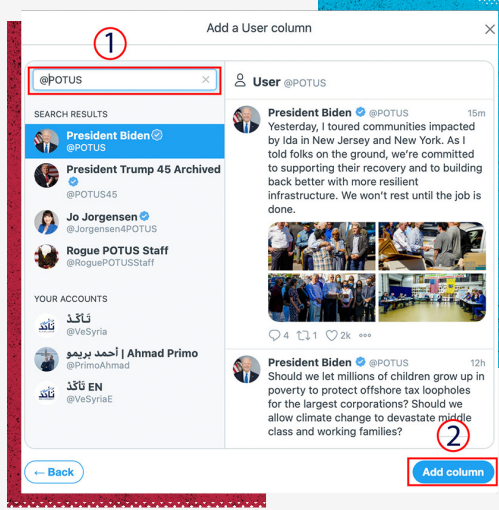 1
Add a User column
@POTUS
SEARCH RESULTS
President Biden
@POTUS
President Trump 45 Archived
@POTUS45
Jo Jorgensen
@Jorgensen4POTUS
Rogue POTUS Staff
@RoguePOTUSStaff
YOUR ACCOUNTS
تَأكّدْ
@VeSyria
أحمد بريمو | Ahmad Primo
@PrimoAhmad
تَأكّدْ EN
@VeSyriaE
User @POTUS
President Biden @POTUS 15m
Yesterday, I toured communities impacted
by Ida in New Jersey and New York. As I
told folks on the ground, we’re committed
to supporting their recovery and to building
back better with more resilient
infrastructure. We won’t rest until the job is
done.
4 1 2k
President Biden @POTUS 12h
Should we let millions of children grow up in
poverty to protect offshore tax loopholes
for the largest corporations? Should we
allow climate change to devastate middle
class and working families?
2
← Back
Add column